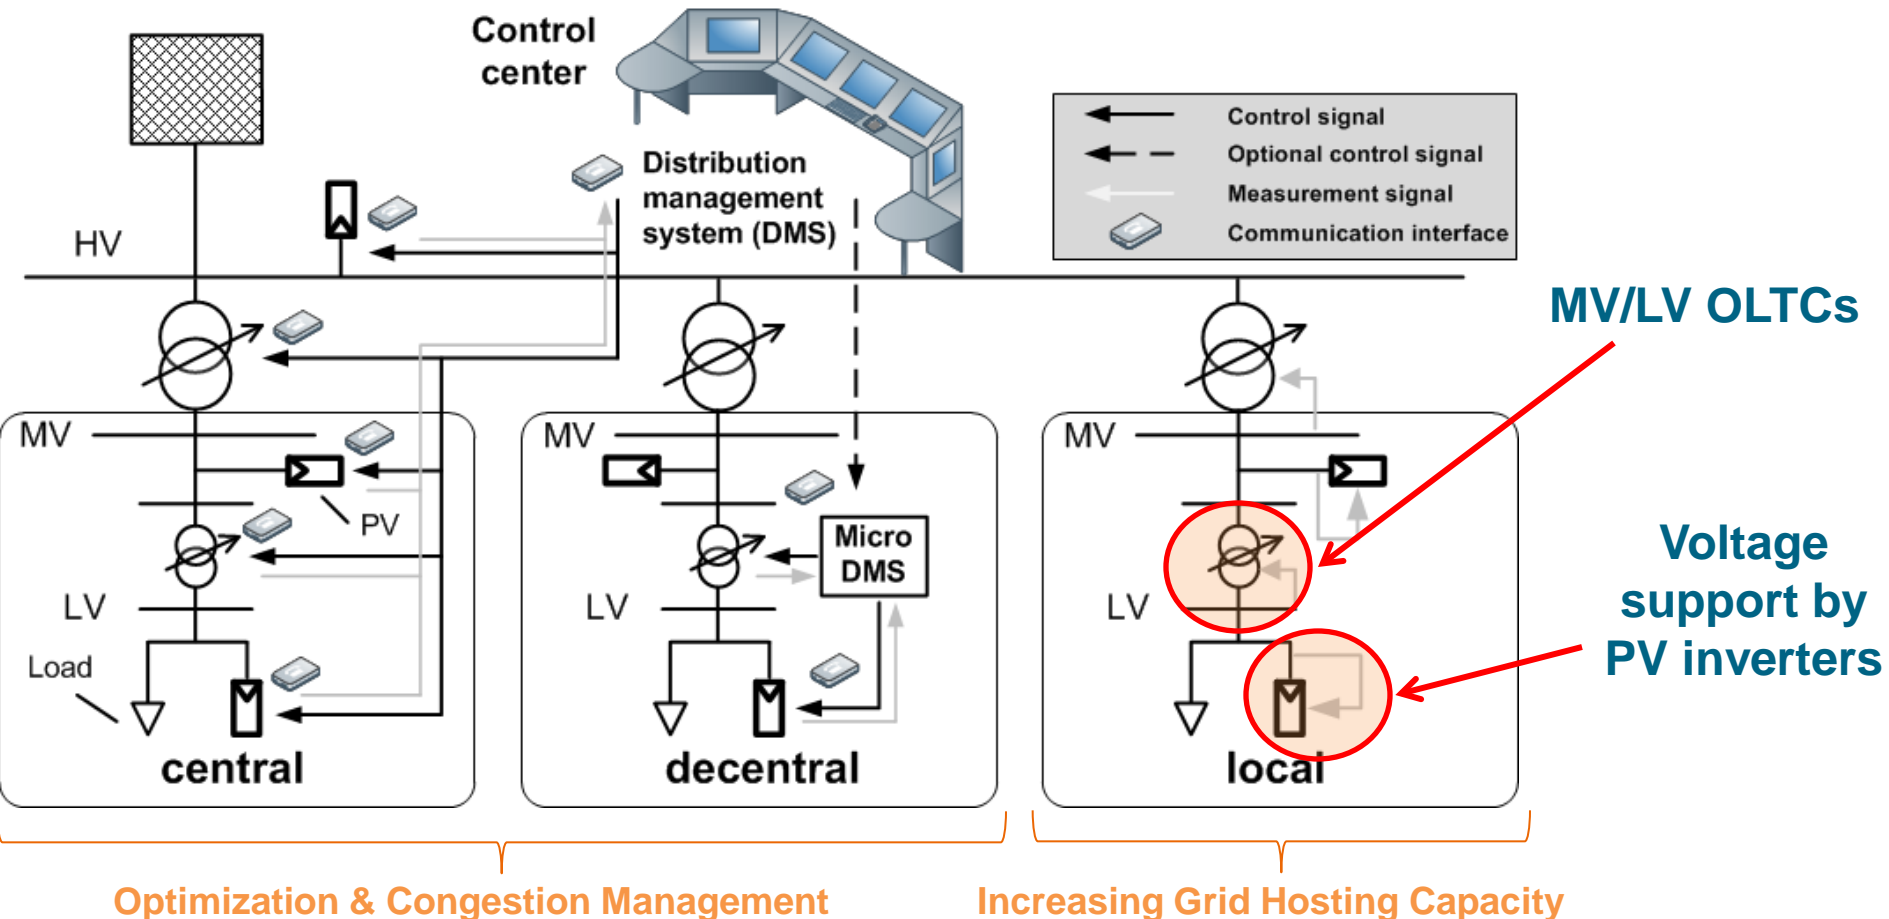 Control
center
Control signal
Optional control signal
Measurement signal
Communication interface
Distribution
management
system (DMS)
HV
MV/LV OLTCs
MV
MV
MV
PV
Micro
DMS
Voltage
support by
PV inverters
LV
LV
LV
Load
central
decentral
local
Optimization & Congestion Management
Increasing Grid Hosting Capacity